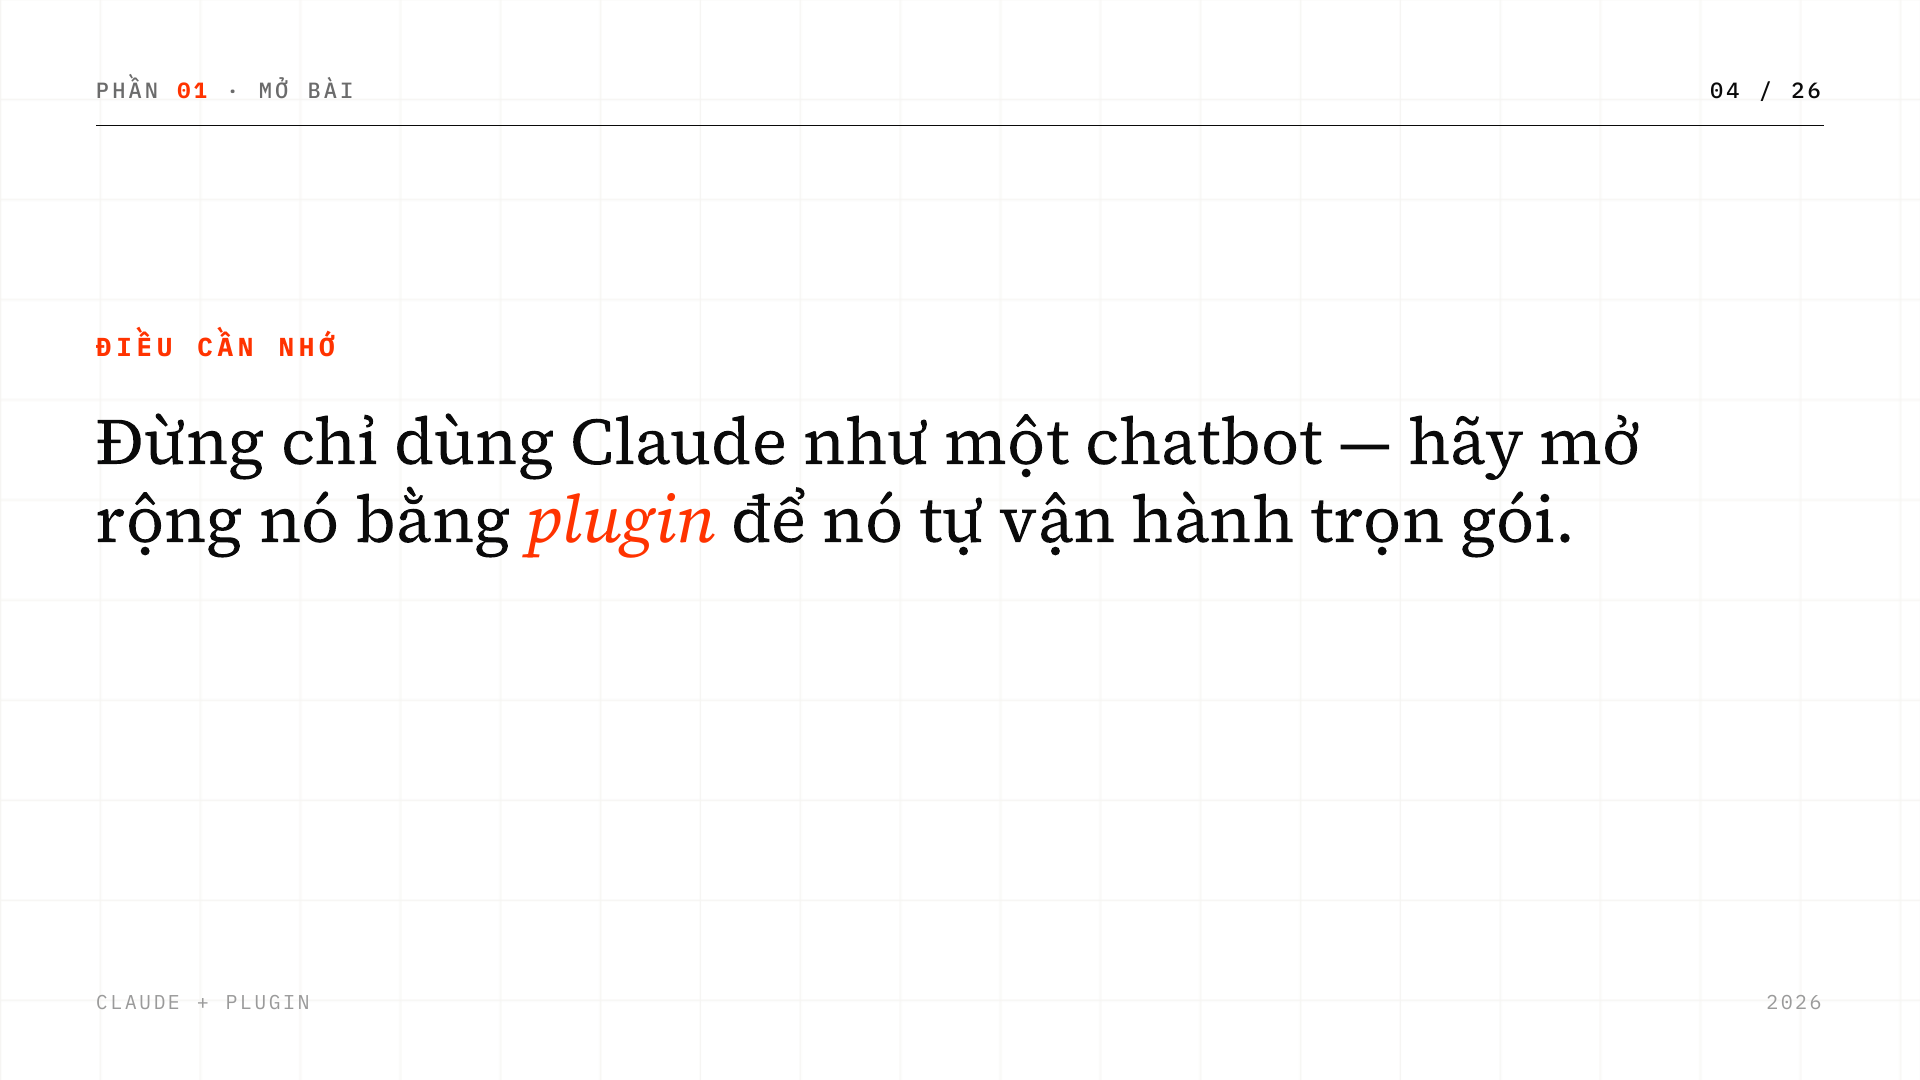 PHẦN 01 · MỞ BÀI
04 / 26
ĐIỀU CẦN NHỚ
Đừng chỉ dùng Claude như một chatbot — hãy mở
rộng nó bằng plugin để nó tự vận hành trọn gói.
CLAUDE + PLUGIN
2026